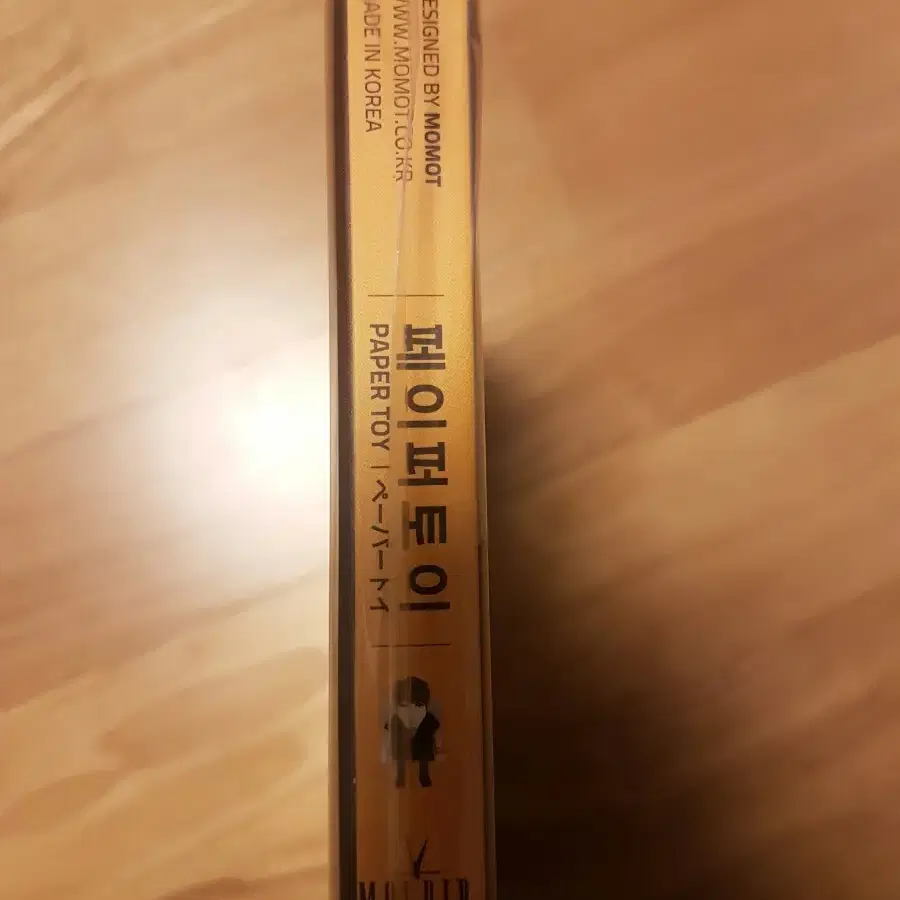 ESIGNED BY MOMOT
WWW.MOMOT.CO.KR
ADE IN KOREA
페이퍼 토이
PAPER TOY | ペーパートイ